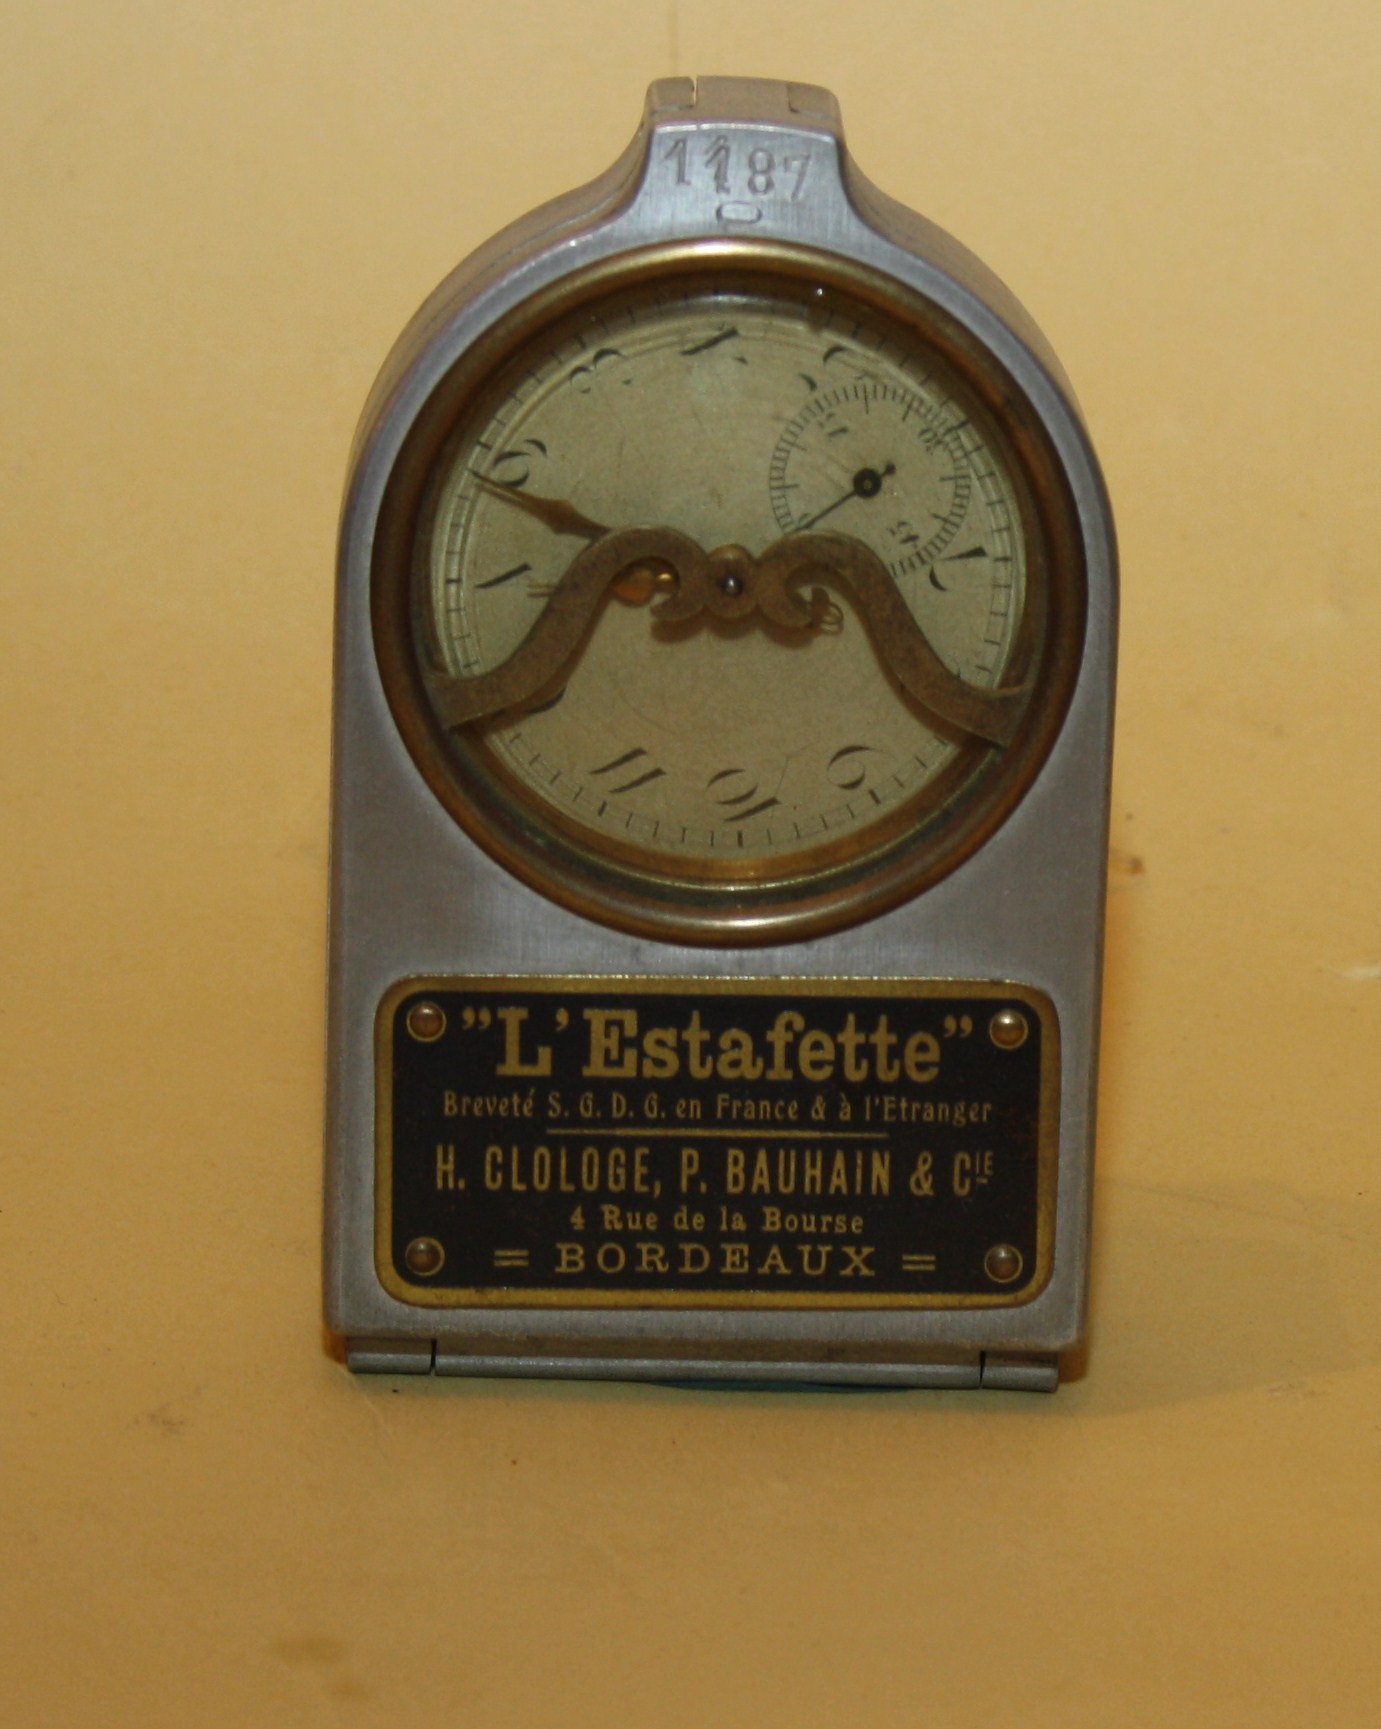 1187
"L'Estafette"
Breveté S. G. D. G. en France & à l'Etranger
H. CLOLOGE, P. BAUHAIN & CIE
4 Rue de la Bourse
= BORDEAUX =